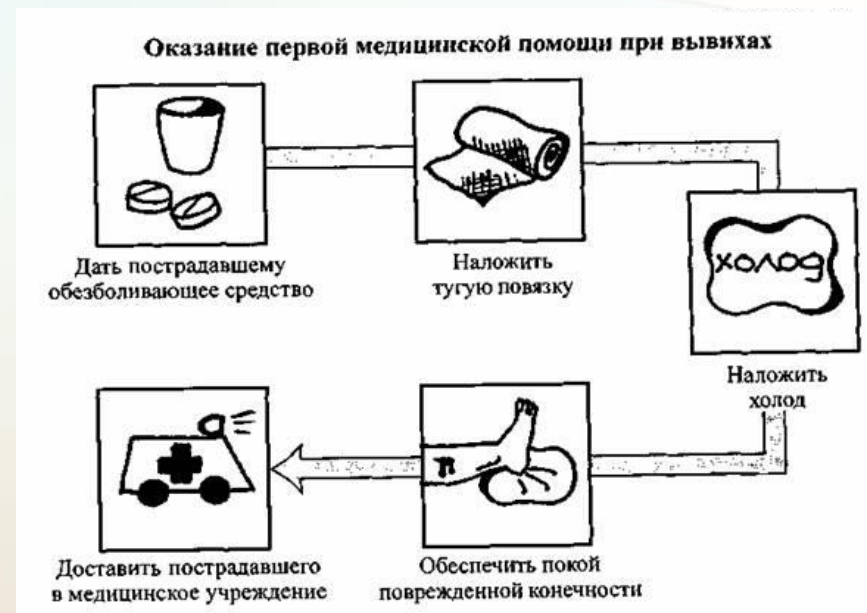 Оказание первой медицинской помощи при вывихах
Дать пострадавшему
обезболивающее средство
Наложить
тугую повязку
холод
Наложить
холод
Обеспечить покой
поврежденной конечности
Доставить пострадавшего
в медицинское учреждение